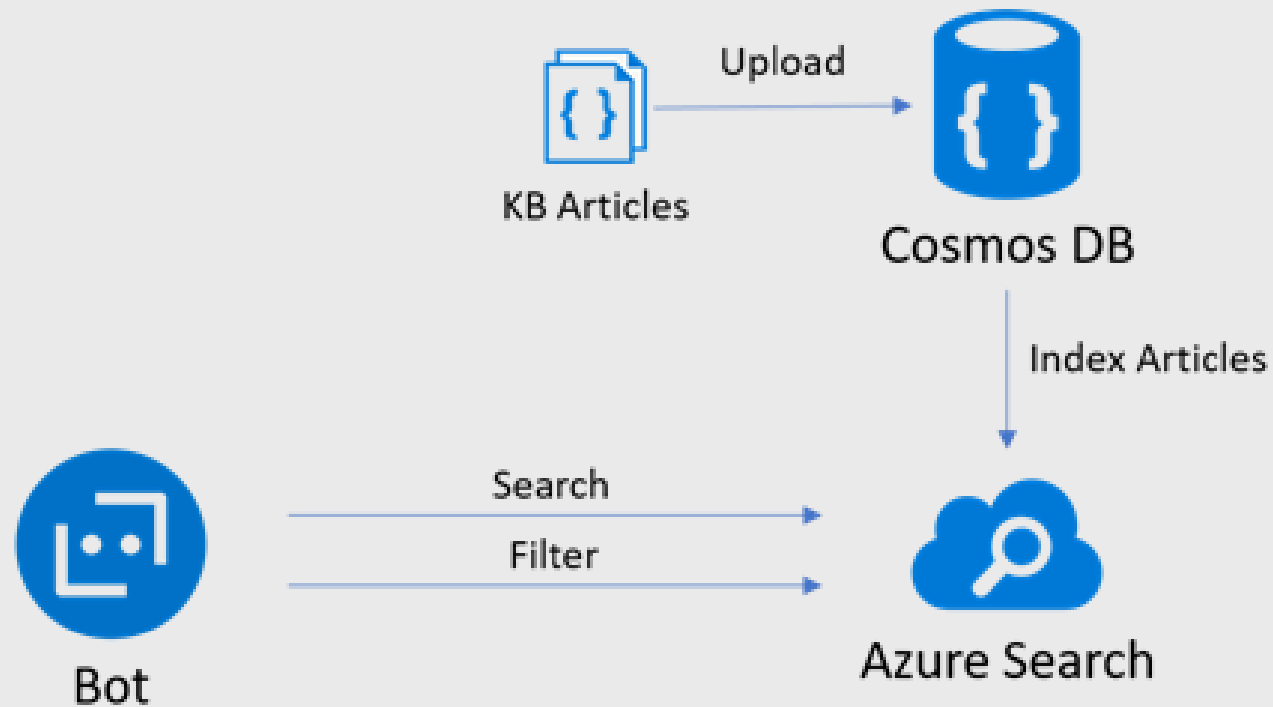 Upload
KB Articles
Cosmos DB
Index Articles
Search
Filter
Azure Search
Bot